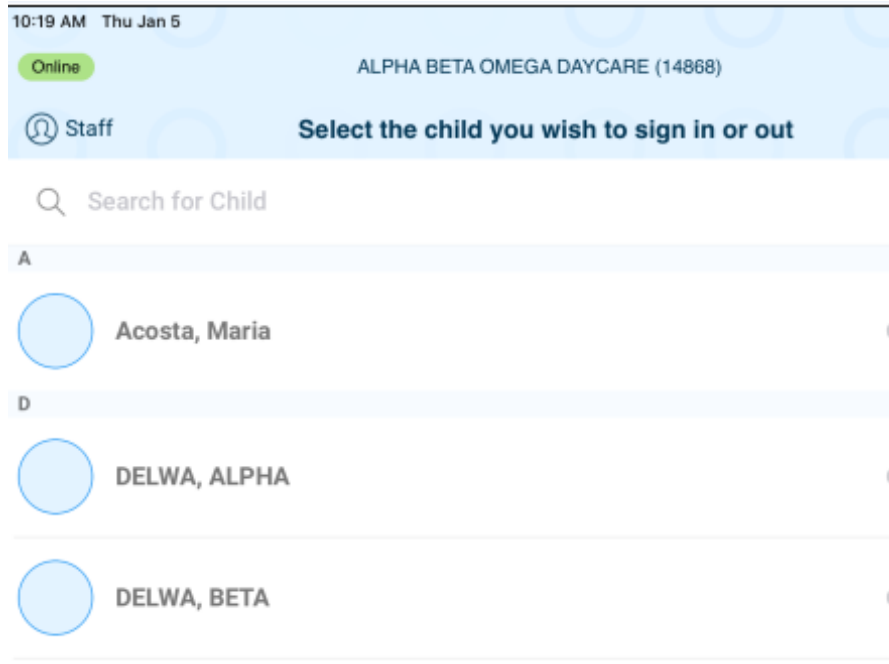 10:19 AM Thu Jan 5
Online
ALPHA BETA OMEGA DAYCARE (14868)
Staff
Select the child you wish to sign in or out
Search for Child
A
Acosta, Maria
D
DELWA, ALPHA
DELWA, BETA